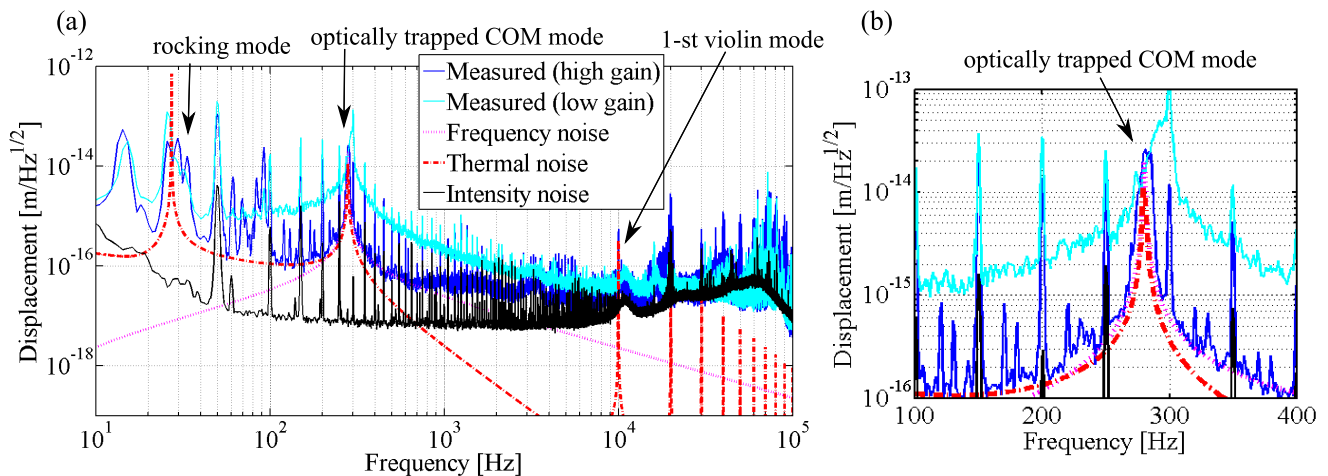 (a)
rocking mode
optically trapped COM mode
1-st violin mode
Measured (high gain)
Measured (low gain)
Frequency noise
Thermal noise
Intensity noise
Displacement [m/Hz^1/2]
10^-12
10^-14
10^-16
10^-18
10^1
10^2
10^3
10^4
10^5
Frequency [Hz]
(b)
optically trapped COM mode
Displacement [m/Hz^1/2]
10^-13
10^-14
10^-15
10^-16
100
200
300
400
Frequency [Hz]